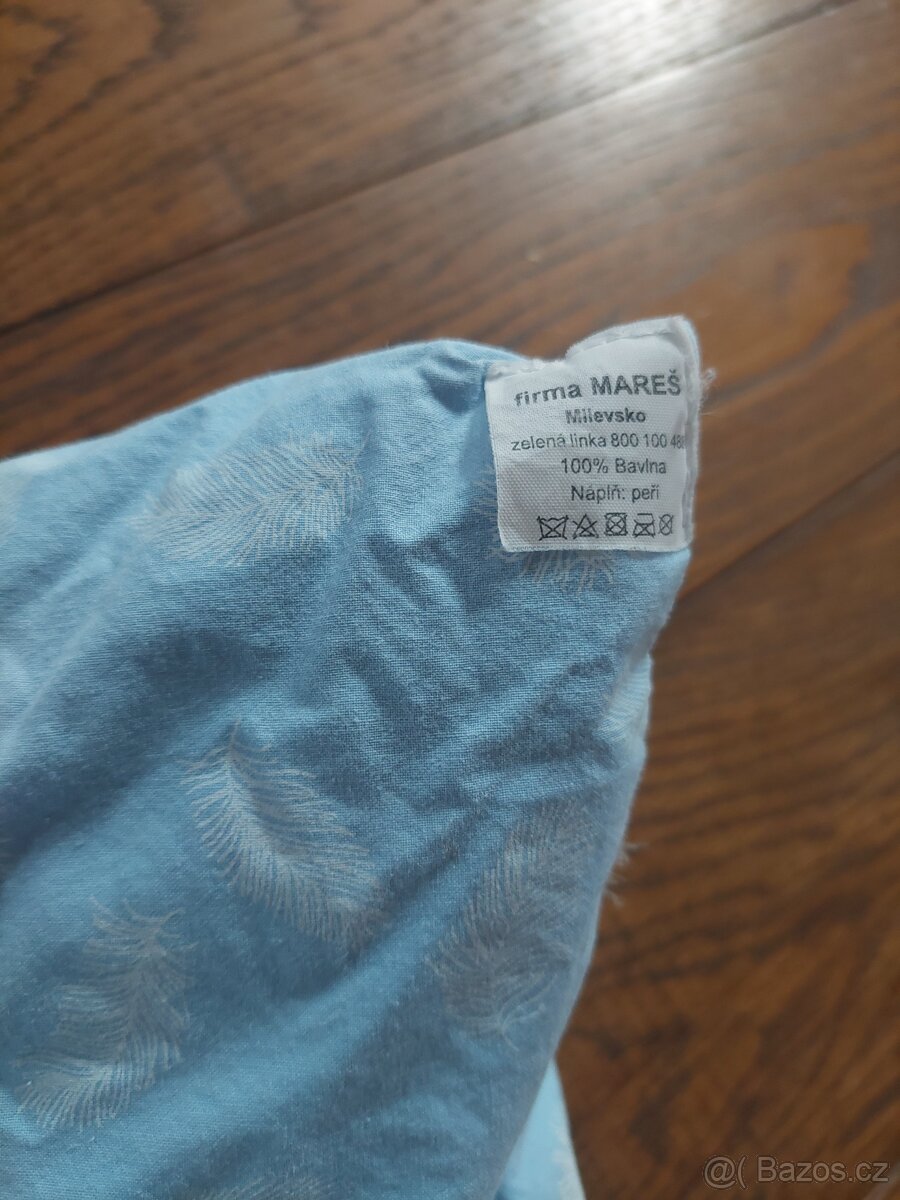 firma MAREŠ
Milevsko
zelená linka 800 100
100% Bavlna
Náplň: peří
@( Bazos.cz